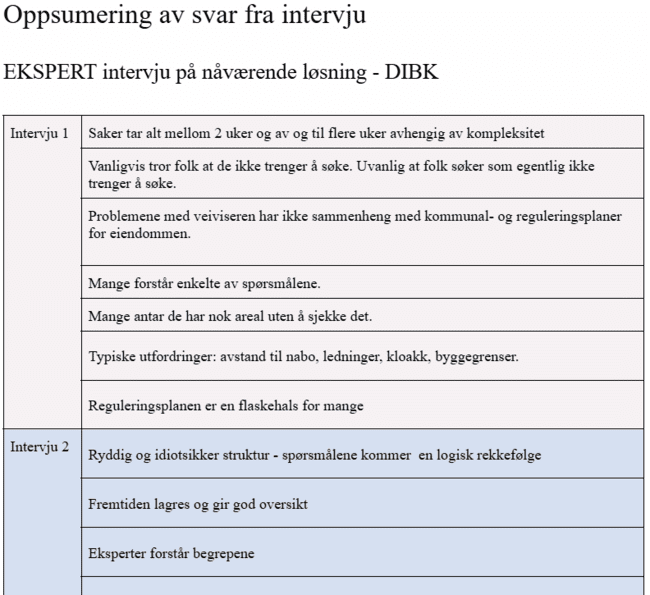 Oppsumering av svar fra intervju
EKSPERT intervju på nåværende løsning - DIBK
Intervju 1
Saker tar alt mellom 2 uker og av og til flere uker avhengig av kompleksitet
Vanligvis tror folk at de ikke trenger å søke. Uvanlig at folk søker som egentlig ikke
trenger å søke.
Problemene med veiviseren har ikke sammenheng med kommunal- og reguleringsplaner
for eiendommen.
Mange forstår enkelte av spørsmålene.
Mange antar de har nok areal uten å sjekke det.
Typiske utfordringer: avstand til nabo, ledninger, kloakk, byggegrenser.
Reguleringsplanen er en flaskehals for mange
Intervju 2
Ryddig og idiotsikker struktur - spørsmålene kommer  en logisk rekkefølge
Fremtiden lagres og gir god oversikt
Eksperter forstår begrepene